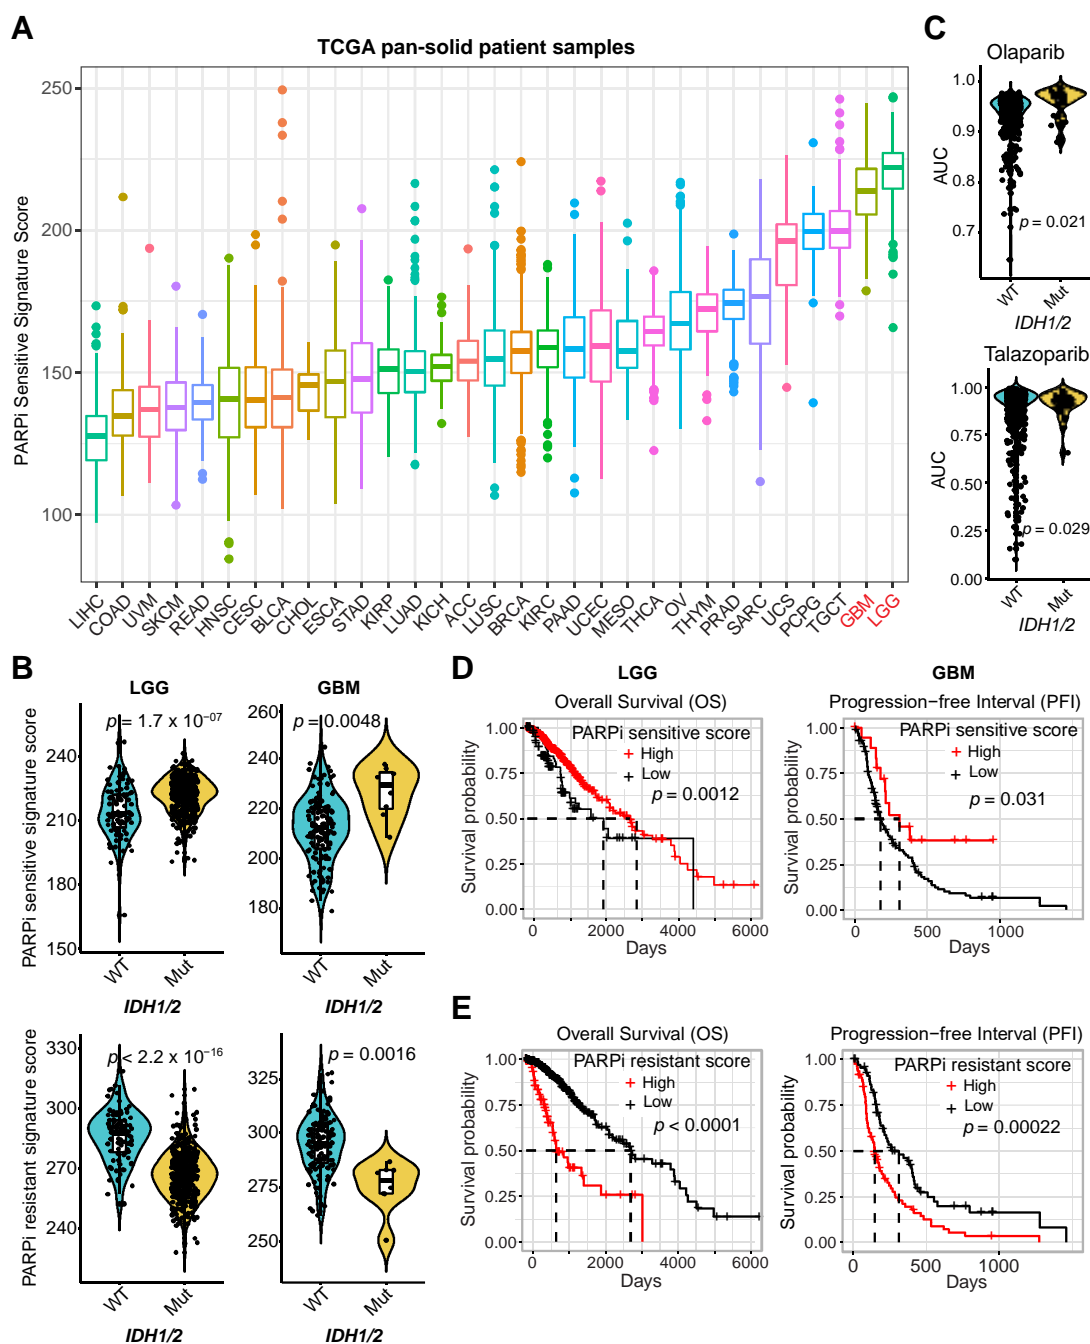 A
TCGA pan-solid patient samples
PARPi Sensitive Signature Score
250
200
150
100
LIHC
COAD
UVM
SKCM
READ
HNSC
CESC
BLCA
CHOL
ESCA
STAD
KIRP
LUAD
KICH
ACC
LUSC
BRCA
KIRC
PAAD
UCEC
MESO
THCA
OV
THYM
PRAD
SARC
UCS
PCPG
TGCT
GBM
LGG
C
Olaparib
AUC
1.0
0.9
0.8
0.7
p = 0.021
WT
Mut
IDH1/2
Talazoparib
AUC
1.00
0.75
0.50
0.25
0.00
p = 0.029
WT
Mut
IDH1/2
B
LGG
PARPi sensitive signature score
p = 1.7 x 10⁻⁰⁷
240
210
180
150
WT
Mut
IDH1/2
GBM
p = 0.0048
260
240
220
200
180
WT
Mut
IDH1/2
PARPi resistant signature score
p < 2.2 x 10⁻¹⁶
330
300
270
240
WT
Mut
IDH1/2
p = 0.0016
325
300
275
250
WT
Mut
IDH1/2
D
LGG
Overall Survival (OS)
PARPi sensitive score
High
Low
p = 0.0012
Survival probability
1.00
0.75
0.50
0.25
0.00
0
2000
4000
6000
Days
GBM
Progression−free Interval (PFI)
PARPi sensitive score
High
Low
p = 0.031
Survival probability
1.00
0.75
0.50
0.25
0.00
0
500
1000
Days
E
Overall Survival (OS)
PARPi resistant score
High
Low
p < 0.0001
Survival probability
1.00
0.75
0.50
0.25
0.00
0
2000
4000
6000
Days
Progression−free Interval (PFI)
PARPi resistant score
High
Low
p = 0.00022
Survival probability
1.00
0.75
0.50
0.25
0.00
0
500
1000
Days